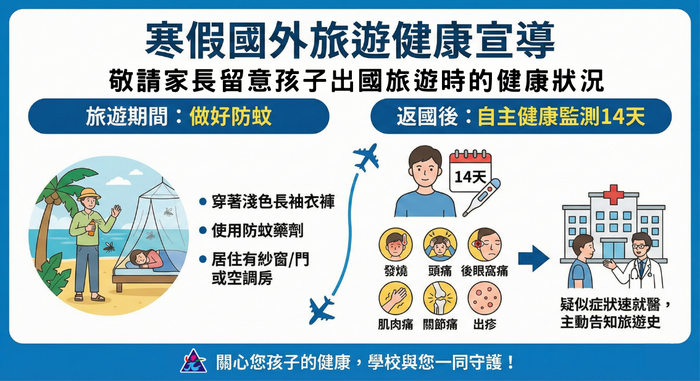 寒假國外旅遊健康宣導
敬請家長留意孩子出國旅遊時的健康狀況
旅遊期間：做好防蚊
返國後：自主健康監測14天
• 穿著淺色長袖衣褲
• 使用防蚊藥劑
• 居住有紗窗/門
或空調房
14天
發燒
頭痛
後眼窩痛
肌肉痛
關節痛
出疹
疑似症狀速就醫，
主動告知旅遊史
關心您孩子的健康，學校與您一同守護！